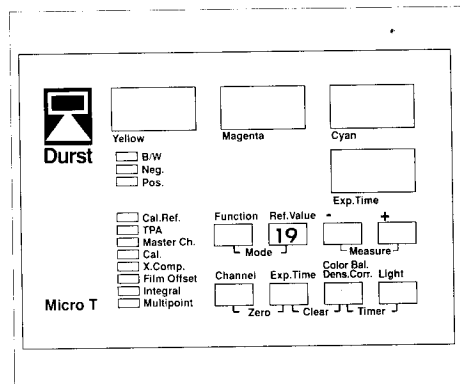 Durst
Yellow
Magenta
Cyan
B/W
Neg.
Pos.
Exp.Time
Cal.Ref.
TPA
Master Ch.
Cal.
X.Comp.
Film Offset
Integral
Multipoint
Function Ref.Value - +
19
Mode Measure
Channel Exp.Time Color Bal. Dens.Corr. Light
Zero Clear Timer
Micro T